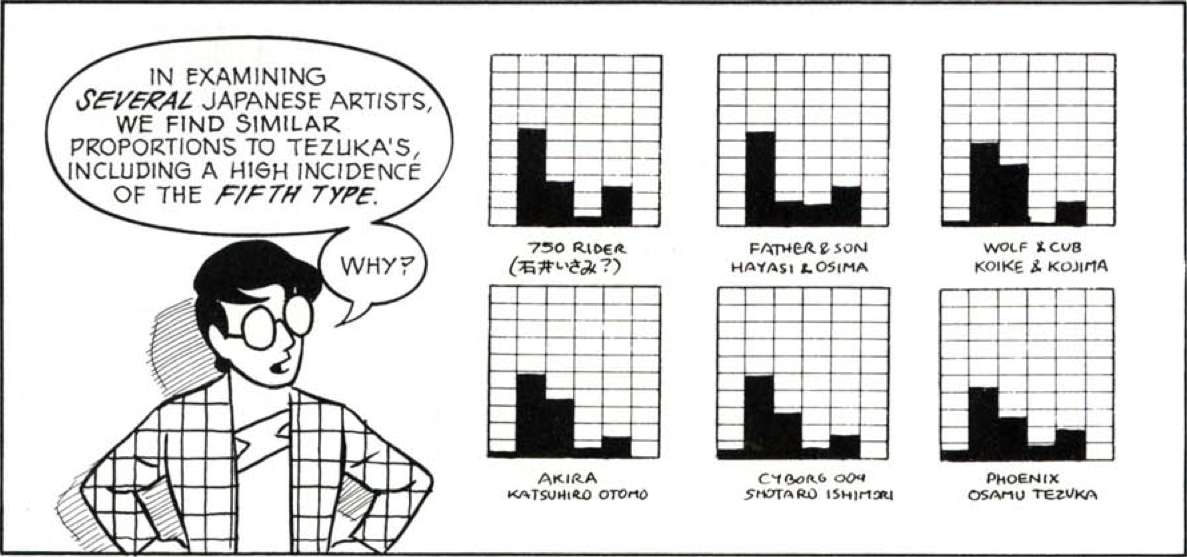 IN EXAMINING
SEVERAL JAPANESE ARTISTS,
WE FIND SIMILAR
PROPORTIONS TO TEZUKA'S,
INCLUDING A HIGH INCIDENCE
OF THE FIFTH TYPE.
WHY?
750 RIDER
(石井いさみ?)
FATHER & SON
HAYASI & OSIMA
WOLF & CUB
KOIKE & KOJIMA
AKIRA
KATSUHIRO OTOMO
CYBORG 009
SHOTARO ISHIMORI
PHOENIX
OSAMU TEZUKA